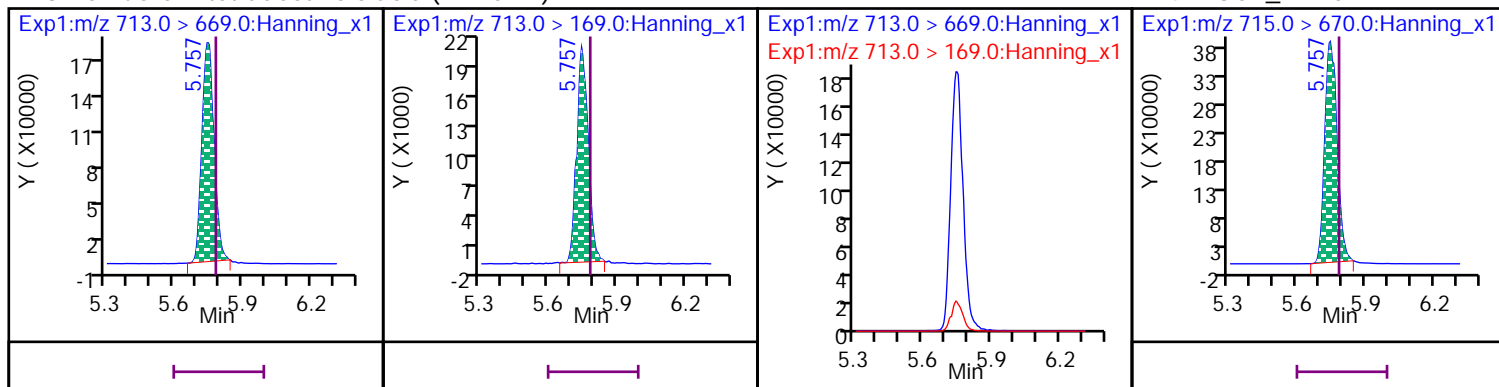 Exp1:m/z 713.0 > 669.0:Hanning_x1
5.757
Y ( X10000)
17
14
11
8
5
2
-1
5.3 5.6 5.9 6.2
Min
Exp1:m/z 713.0 > 169.0:Hanning_x1
5.757
Y ( X1000)
22
19
16
13
10
7
4
1
-2
5.3 5.6 5.9 6.2
Min
Exp1:m/z 713.0 > 669.0:Hanning_x1
Exp1:m/z 713.0 > 169.0:Hanning_x1
Y ( X10000)
18
16
14
12
10
8
6
4
2
0
5.3 5.6 5.9 6.2
Min
Exp1:m/z 715.0 > 670.0:Hanning_x1
5.757
Y ( X10000)
38
33
28
23
18
13
8
3
-2
5.3 5.6 5.9 6.2
Min